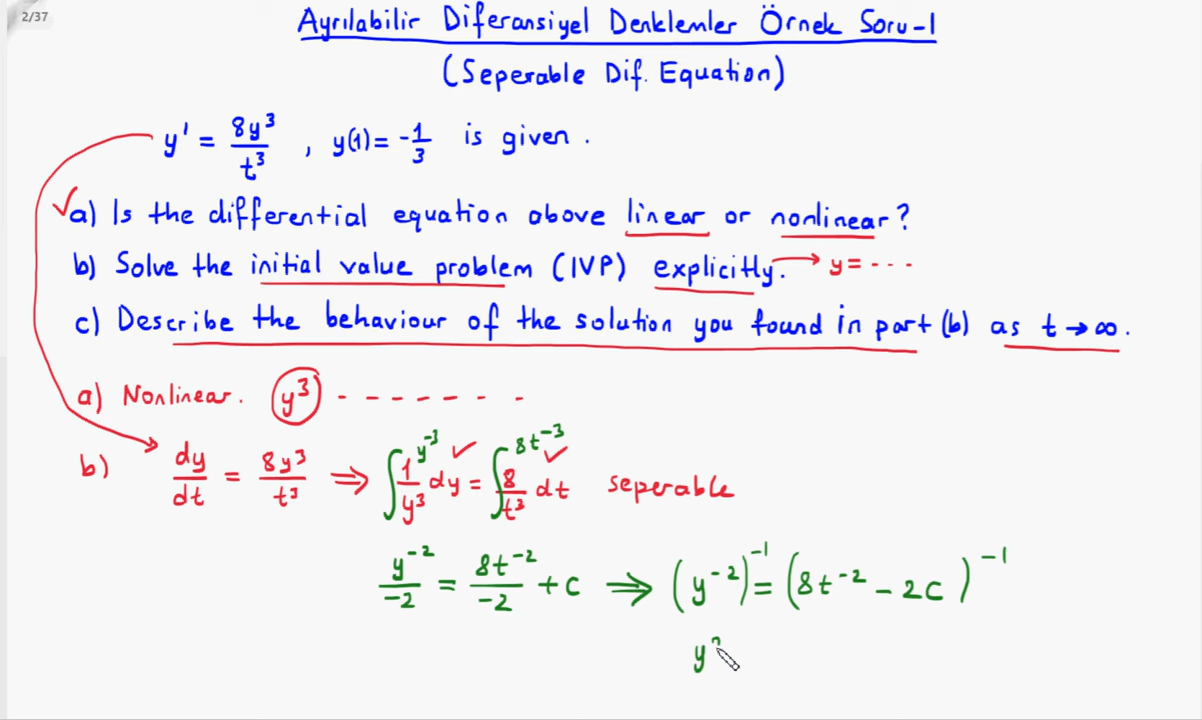 2/37
Ayrılabilir Diferansiyel Denklemler Örnek Soru-1
(Seperable Dif. Equation)
y' = 8y³/t³ , y(1) = -1/3 is given.
✓a) Is the differential equation above linear or nonlinear?
b) Solve the initial value problem (IVP) explicitly. → y = ---
c) Describe the behaviour of the solution you found in part (b) as t → ∞.
a) Nonlinear. y³ - - - - - - - -
b) dy/dt = 8y³/t³ ⇒ ∫ 1/y³ y⁻³ ✓ dy = ∫ 8/t³ 8t⁻³ ✓ dt seperable
y⁻²/-2 = 8t⁻²/-2 + c ⇒ (y⁻²)⁻¹ = (8t⁻² - 2c)⁻¹
y